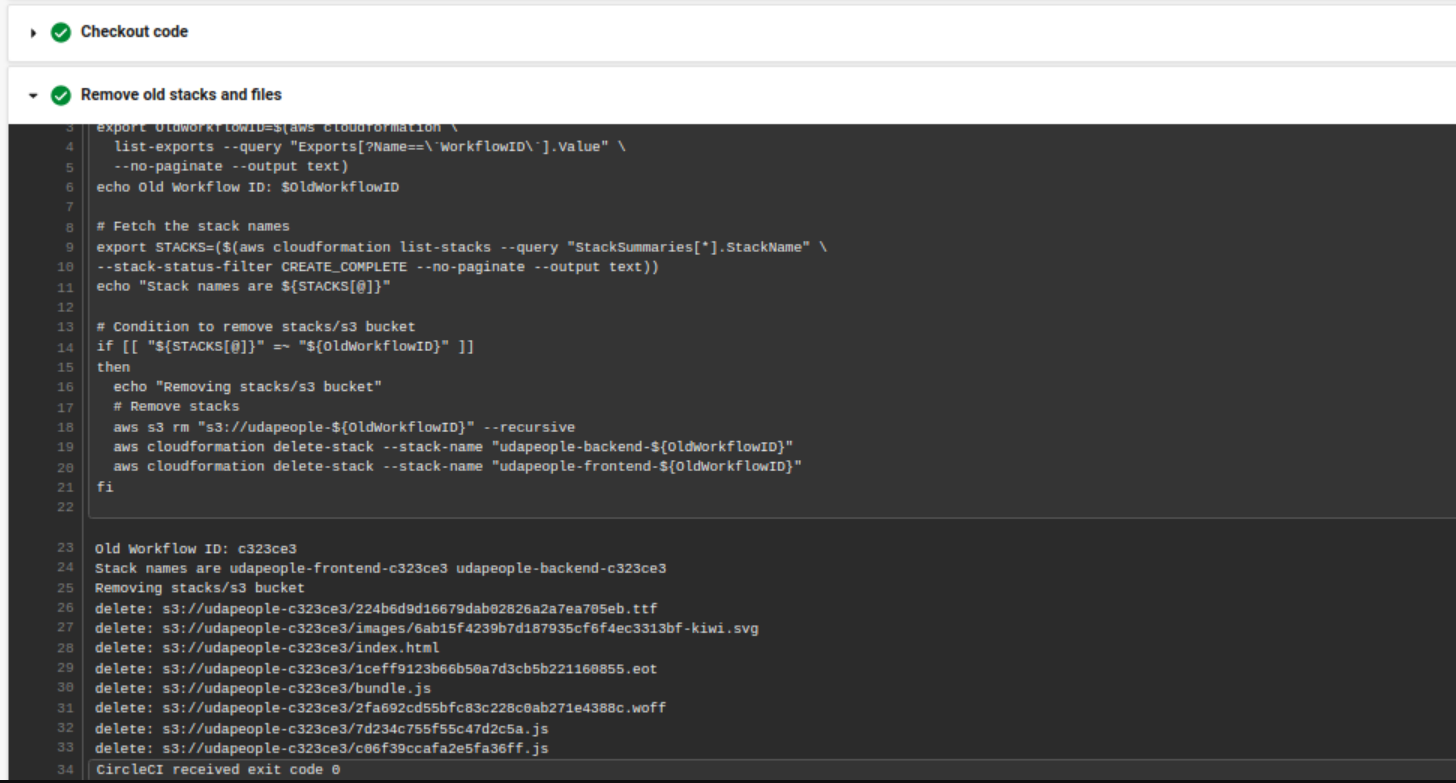 Checkout code
Remove old stacks and files
3 export OldWorkflowID=$(aws cloudformation \
4 list-exports --query "Exports[?Name==\`WorkflowID\`].Value" \
5 --no-paginate --output text)
6 echo Old Workflow ID: $OldWorkflowID
7
8 # Fetch the stack names
9 export STACKS=($(aws cloudformation list-stacks --query "StackSummaries[*].StackName" \
10 --stack-status-filter CREATE_COMPLETE --no-paginate --output text))
11 echo "Stack names are ${STACKS[@]}"
12
13 # Condition to remove stacks/s3 bucket
14 if [[ "${STACKS[@]}" =~ "${OldWorkflowID}" ]]
15 then
16 echo "Removing stacks/s3 bucket"
17 # Remove stacks
18 aws s3 rm "s3://udapeople-${OldWorkflowID}" --recursive
19 aws cloudformation delete-stack --stack-name "udapeople-backend-${OldWorkflowID}"
20 aws cloudformation delete-stack --stack-name "udapeople-frontend-${OldWorkflowID}"
21 fi
22
23 Old Workflow ID: c323ce3
24 Stack names are udapeople-frontend-c323ce3 udapeople-backend-c323ce3
25 Removing stacks/s3 bucket
26 delete: s3://udapeople-c323ce3/224b6d9d16679dab02826a2a7ea705eb.ttf
27 delete: s3://udapeople-c323ce3/images/6ab15f4239b7d187935cf6f4ec3313bf-kiwi.svg
28 delete: s3://udapeople-c323ce3/index.html
29 delete: s3://udapeople-c323ce3/1ceff9123b66b50a7d3cb5b221160855.eot
30 delete: s3://udapeople-c323ce3/bundle.js
31 delete: s3://udapeople-c323ce3/2fa692cd55bfc83c228c0ab271e4388c.woff
32 delete: s3://udapeople-c323ce3/7d234c755f55c47d2c5a.js
33 delete: s3://udapeople-c323ce3/c06f39ccafa2e5fa36ff.js
34 CircleCI received exit code 0